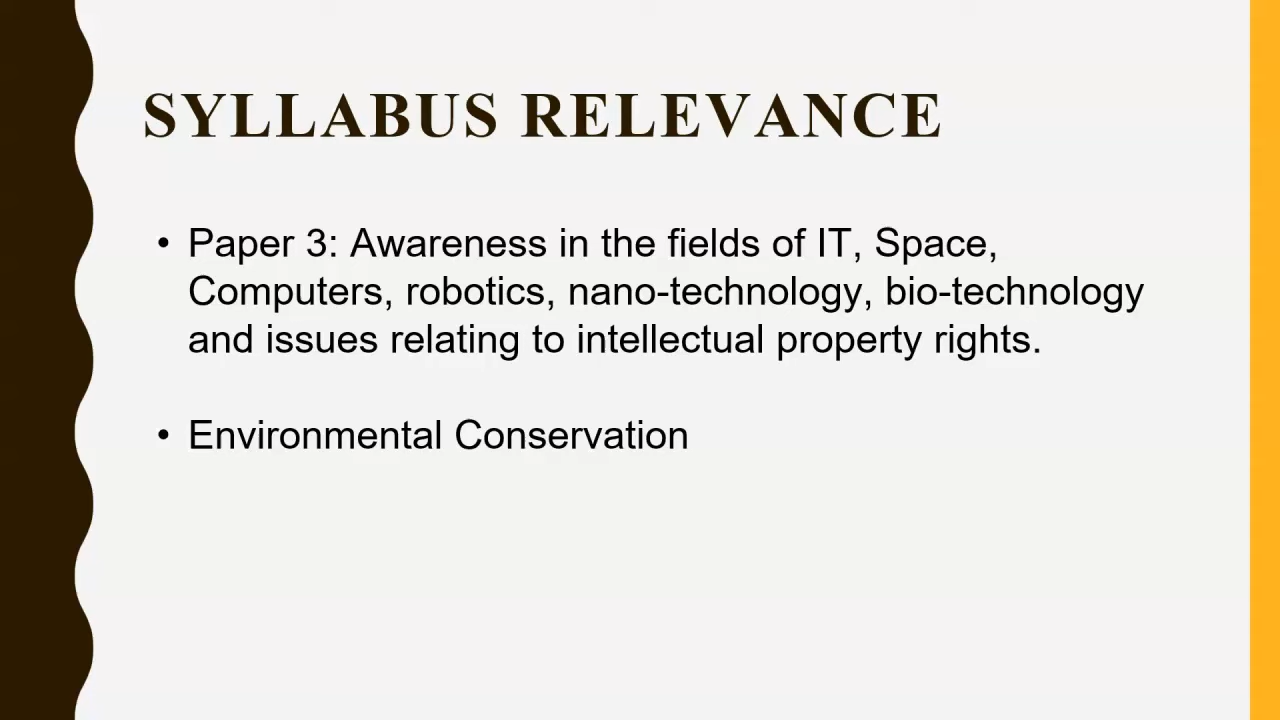 SYLLABUS RELEVANCE
• Paper 3: Awareness in the fields of IT, Space,
Computers, robotics, nano-technology, bio-technology
and issues relating to intellectual property rights.
• Environmental Conservation